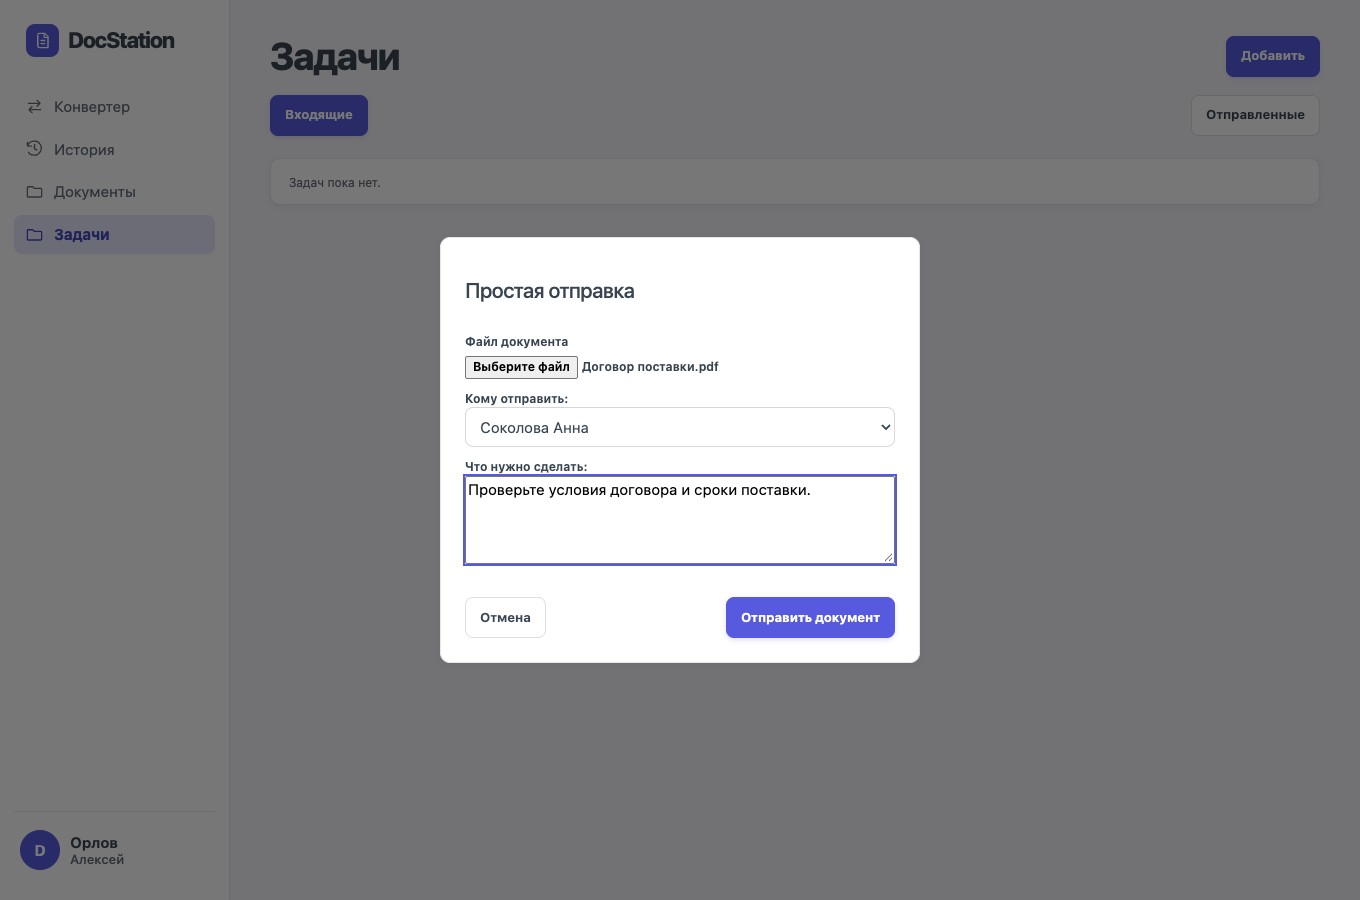 DocStation
Конвертер
История
Документы
Задачи
Орлов
D
Алексей
Задачи
Добавить
Входящие
Отправленные
Задач пока нет.
Простая отправка
Файл документа
Выберите файл Договор поставки.pdf
Кому отправить:
Соколова Анна
Что нужно сделать:
Проверьте условия договора и сроки поставки.
Отмена
Отправить документ